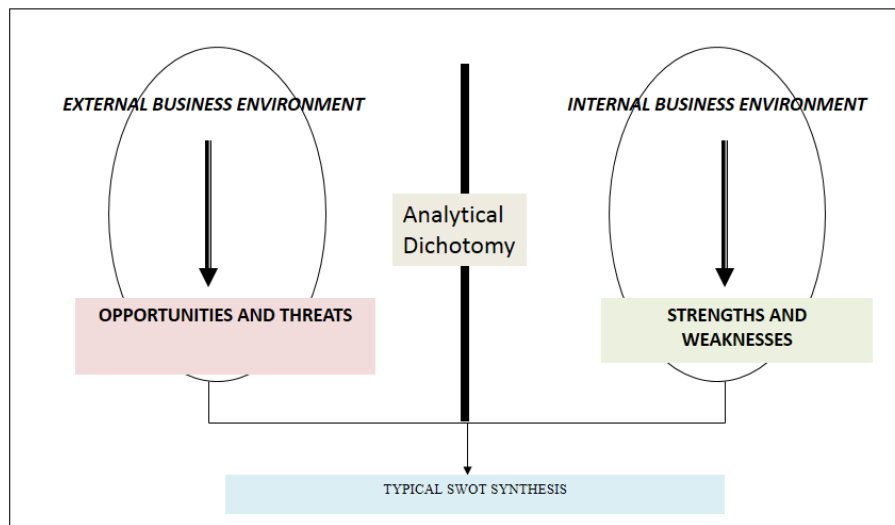 EXTERNAL BUSINESS ENVIRONMENT
INTERNAL BUSINESS ENVIRONMENT
Analytical
Dichotomy
OPPORTUNITIES AND THREATS
STRENGTHS AND
WEAKNESSES
TYPICAL SWOT SYNTHESIS